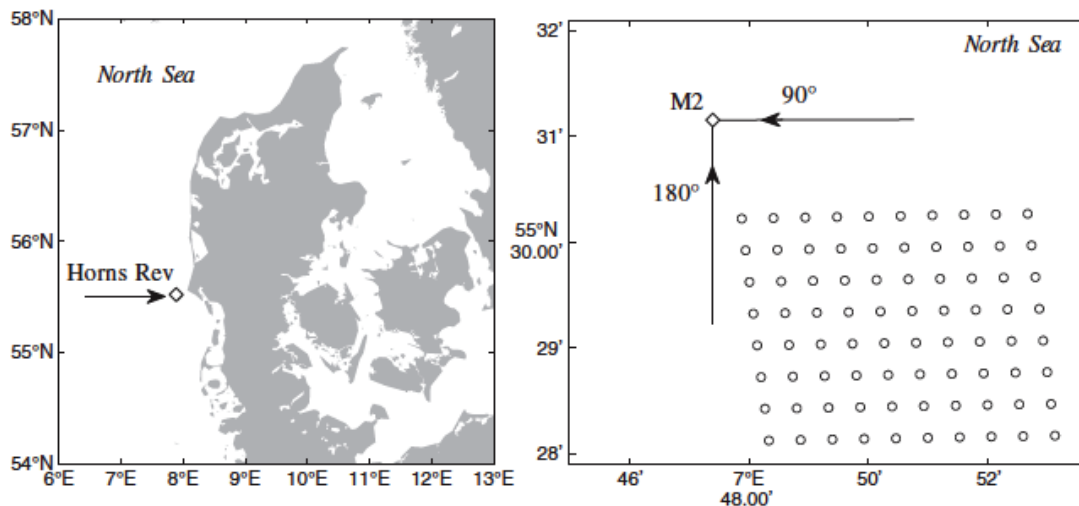 58°N
57°N
56°N
55°N
54°N
6°E 7°E 8°E 9°E 10°E 11°E 12°E 13°E
North Sea
Horns Rev
32’
31’
55°N
30.00’
29’
28’
46’ 7°E 50’ 52’
48.00’
North Sea
M2
90°
180°